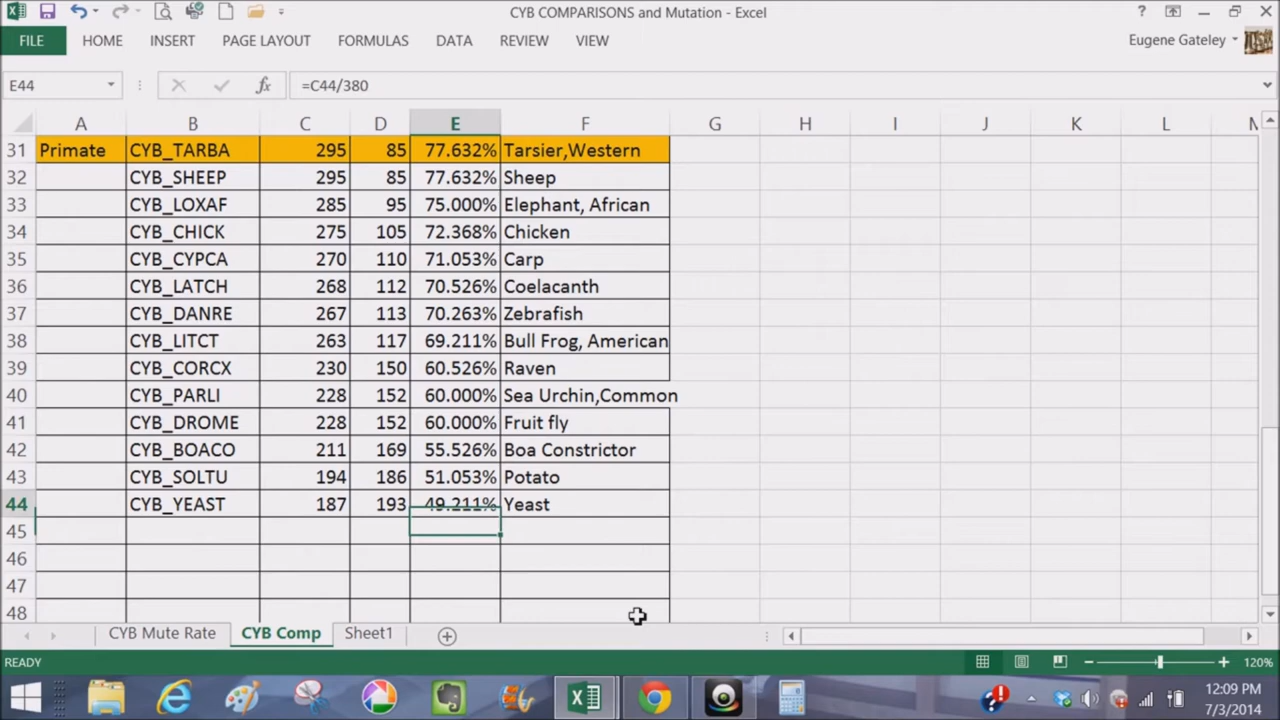 CYB COMPARISONS and Mutation - Excel
?
FILE HOME INSERT PAGE LAYOUT FORMULAS DATA REVIEW VIEW Eugene Gateley
E44 fx =C44/380
A B C D E F G H I J K L M
31 Primate CYB_TARBA 295 85 77.632% Tarsier,Western
32 CYB_SHEEP 295 85 77.632% Sheep
33 CYB_LOXAF 285 95 75.000% Elephant, African
34 CYB_CHICK 275 105 72.368% Chicken
35 CYB_CYPCA 270 110 71.053% Carp
36 CYB_LATCH 268 112 70.526% Coelacanth
37 CYB_DANRE 267 113 70.263% Zebrafish
38 CYB_LITCT 263 117 69.211% Bull Frog, American
39 CYB_CORCX 230 150 60.526% Raven
40 CYB_PARLI 228 152 60.000% Sea Urchin,Common
41 CYB_DROME 228 152 60.000% Fruit fly
42 CYB_BOACO 211 169 55.526% Boa Constrictor
43 CYB_SOLTU 194 186 51.053% Potato
44 CYB_YEAST 187 193 49.211% Yeast
45
46
47
48
CYB Mute Rate CYB Comp Sheet1
READY 120%
12:09 PM
7/3/2014